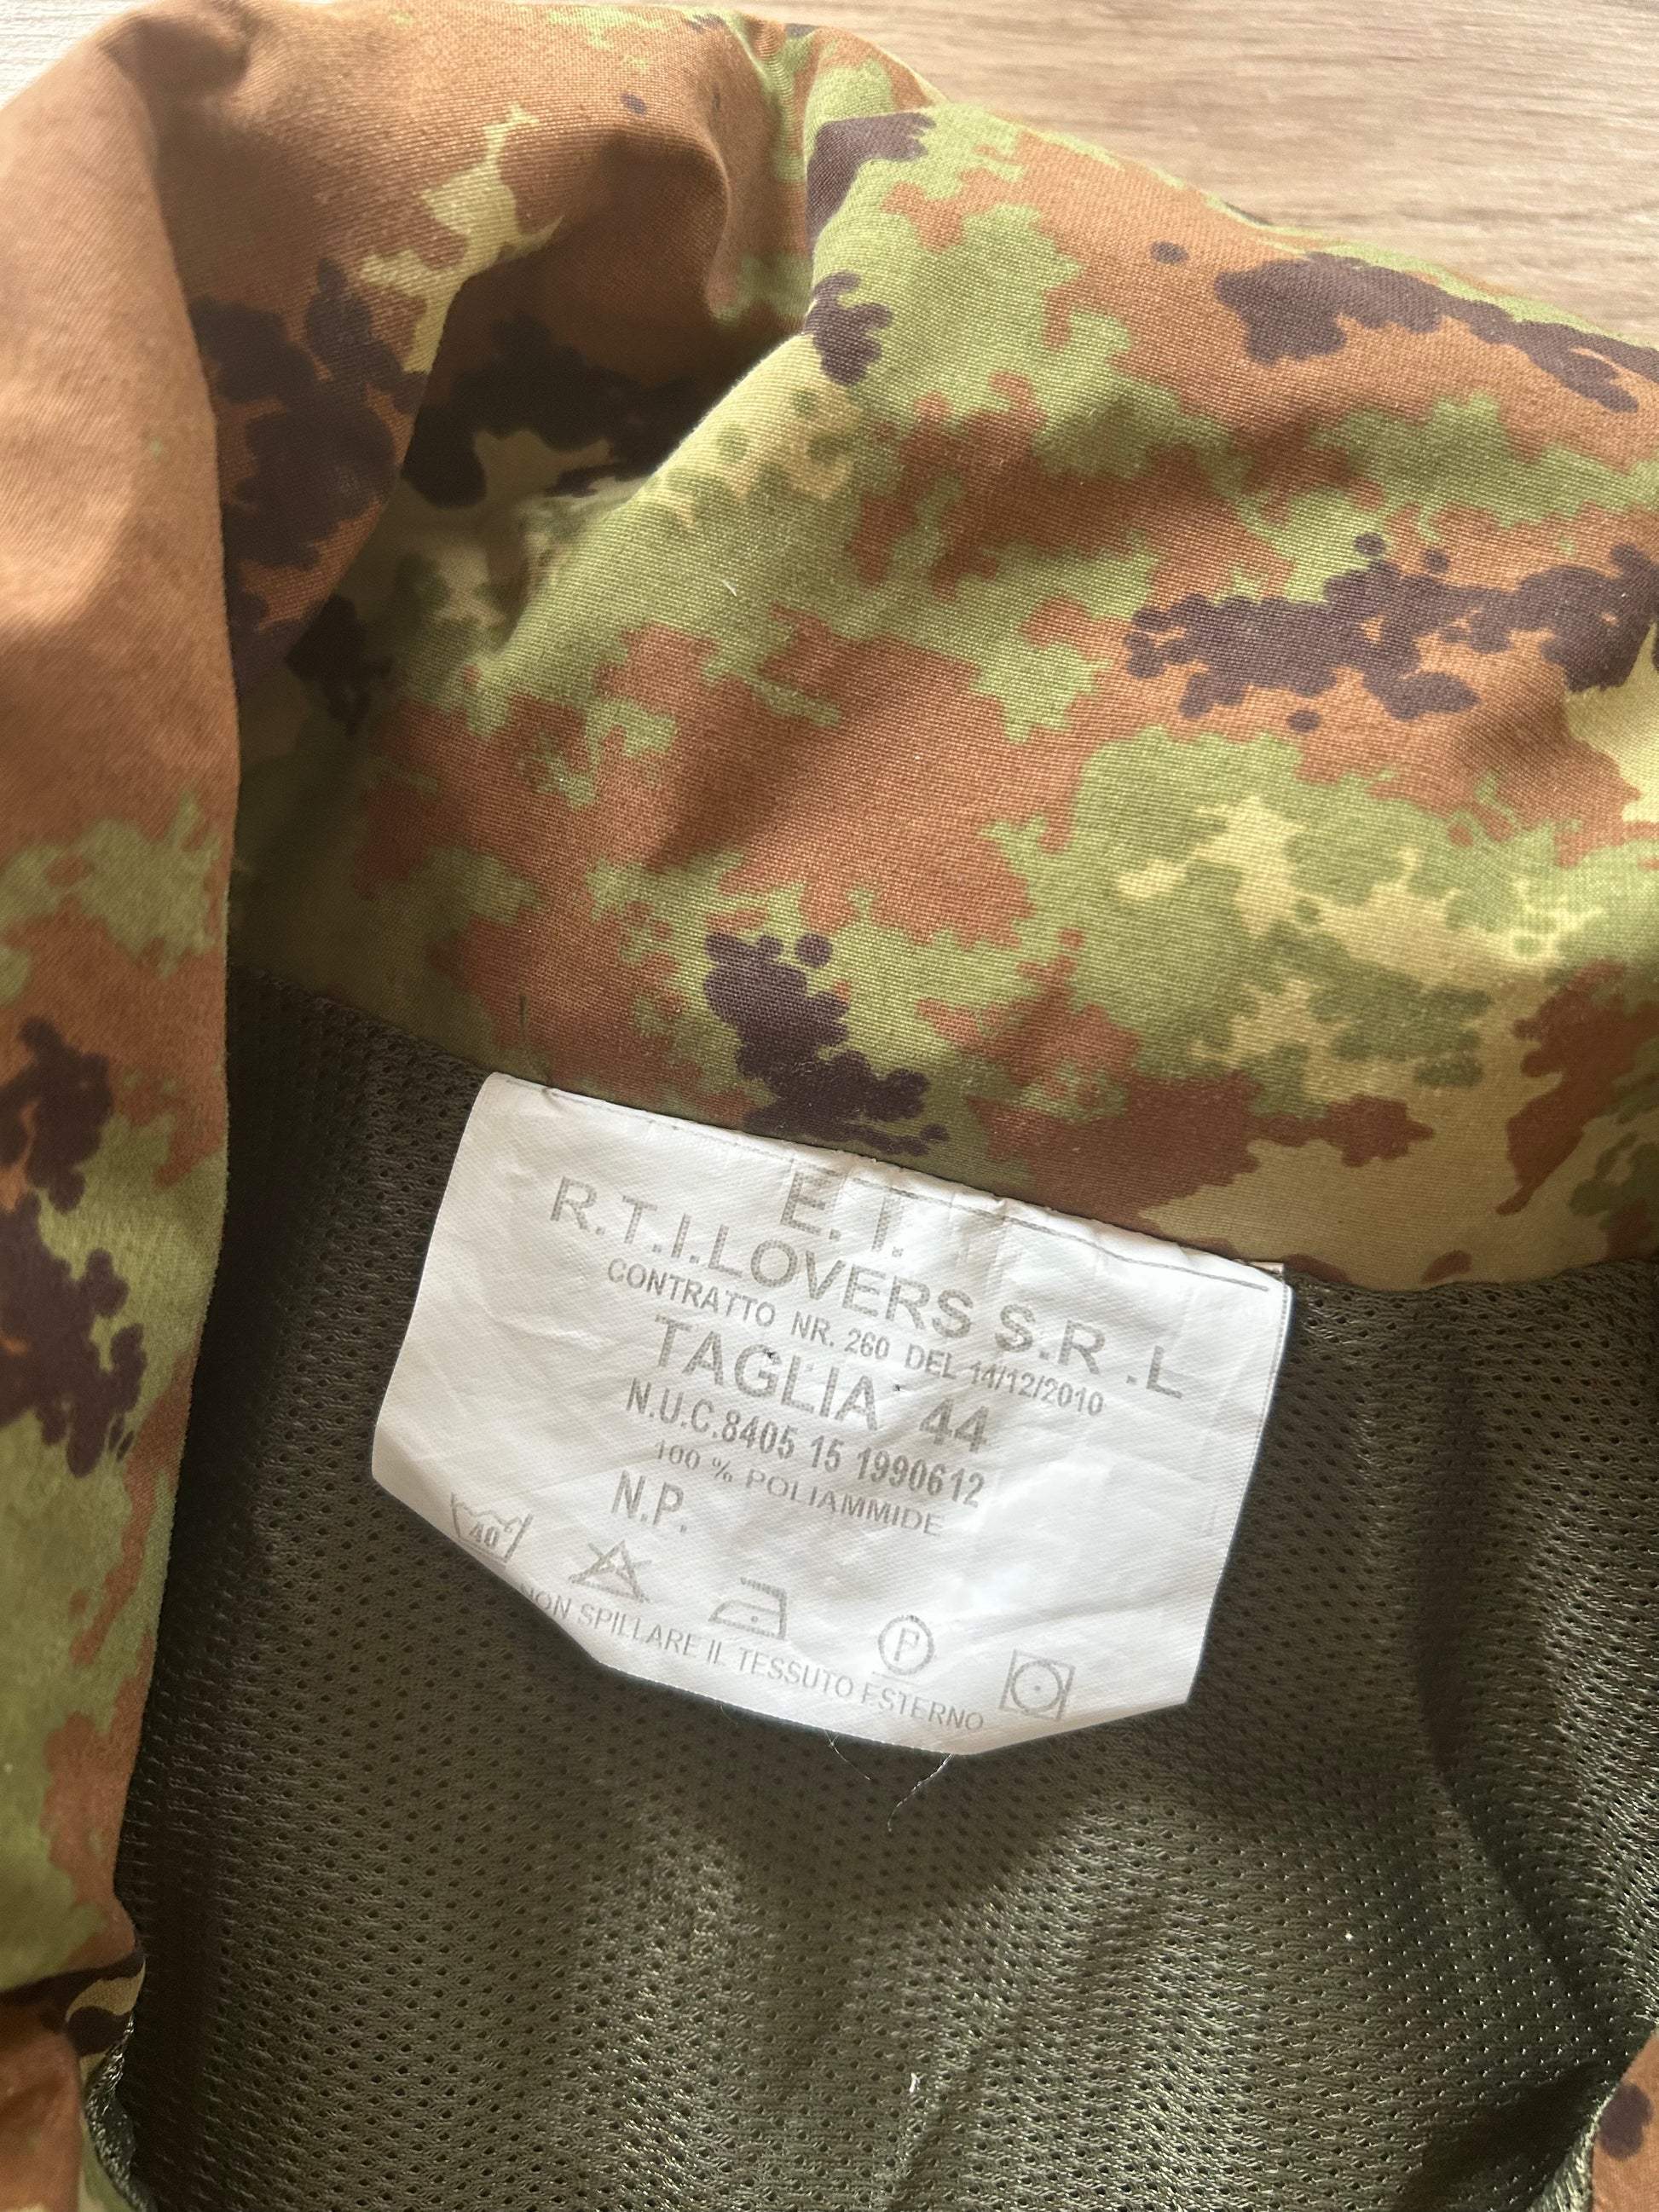 E. I.
R.T.I.LOVERS S.R .L
CONTRATTO NR. 260 DEL 14/12/2010
TAGLIA 44
N.U.C.8405 15 1990612
100 % POLIAMMIDE
N.P.
40°
P
NON SPILLARE IL TESSUTO ESTERNO